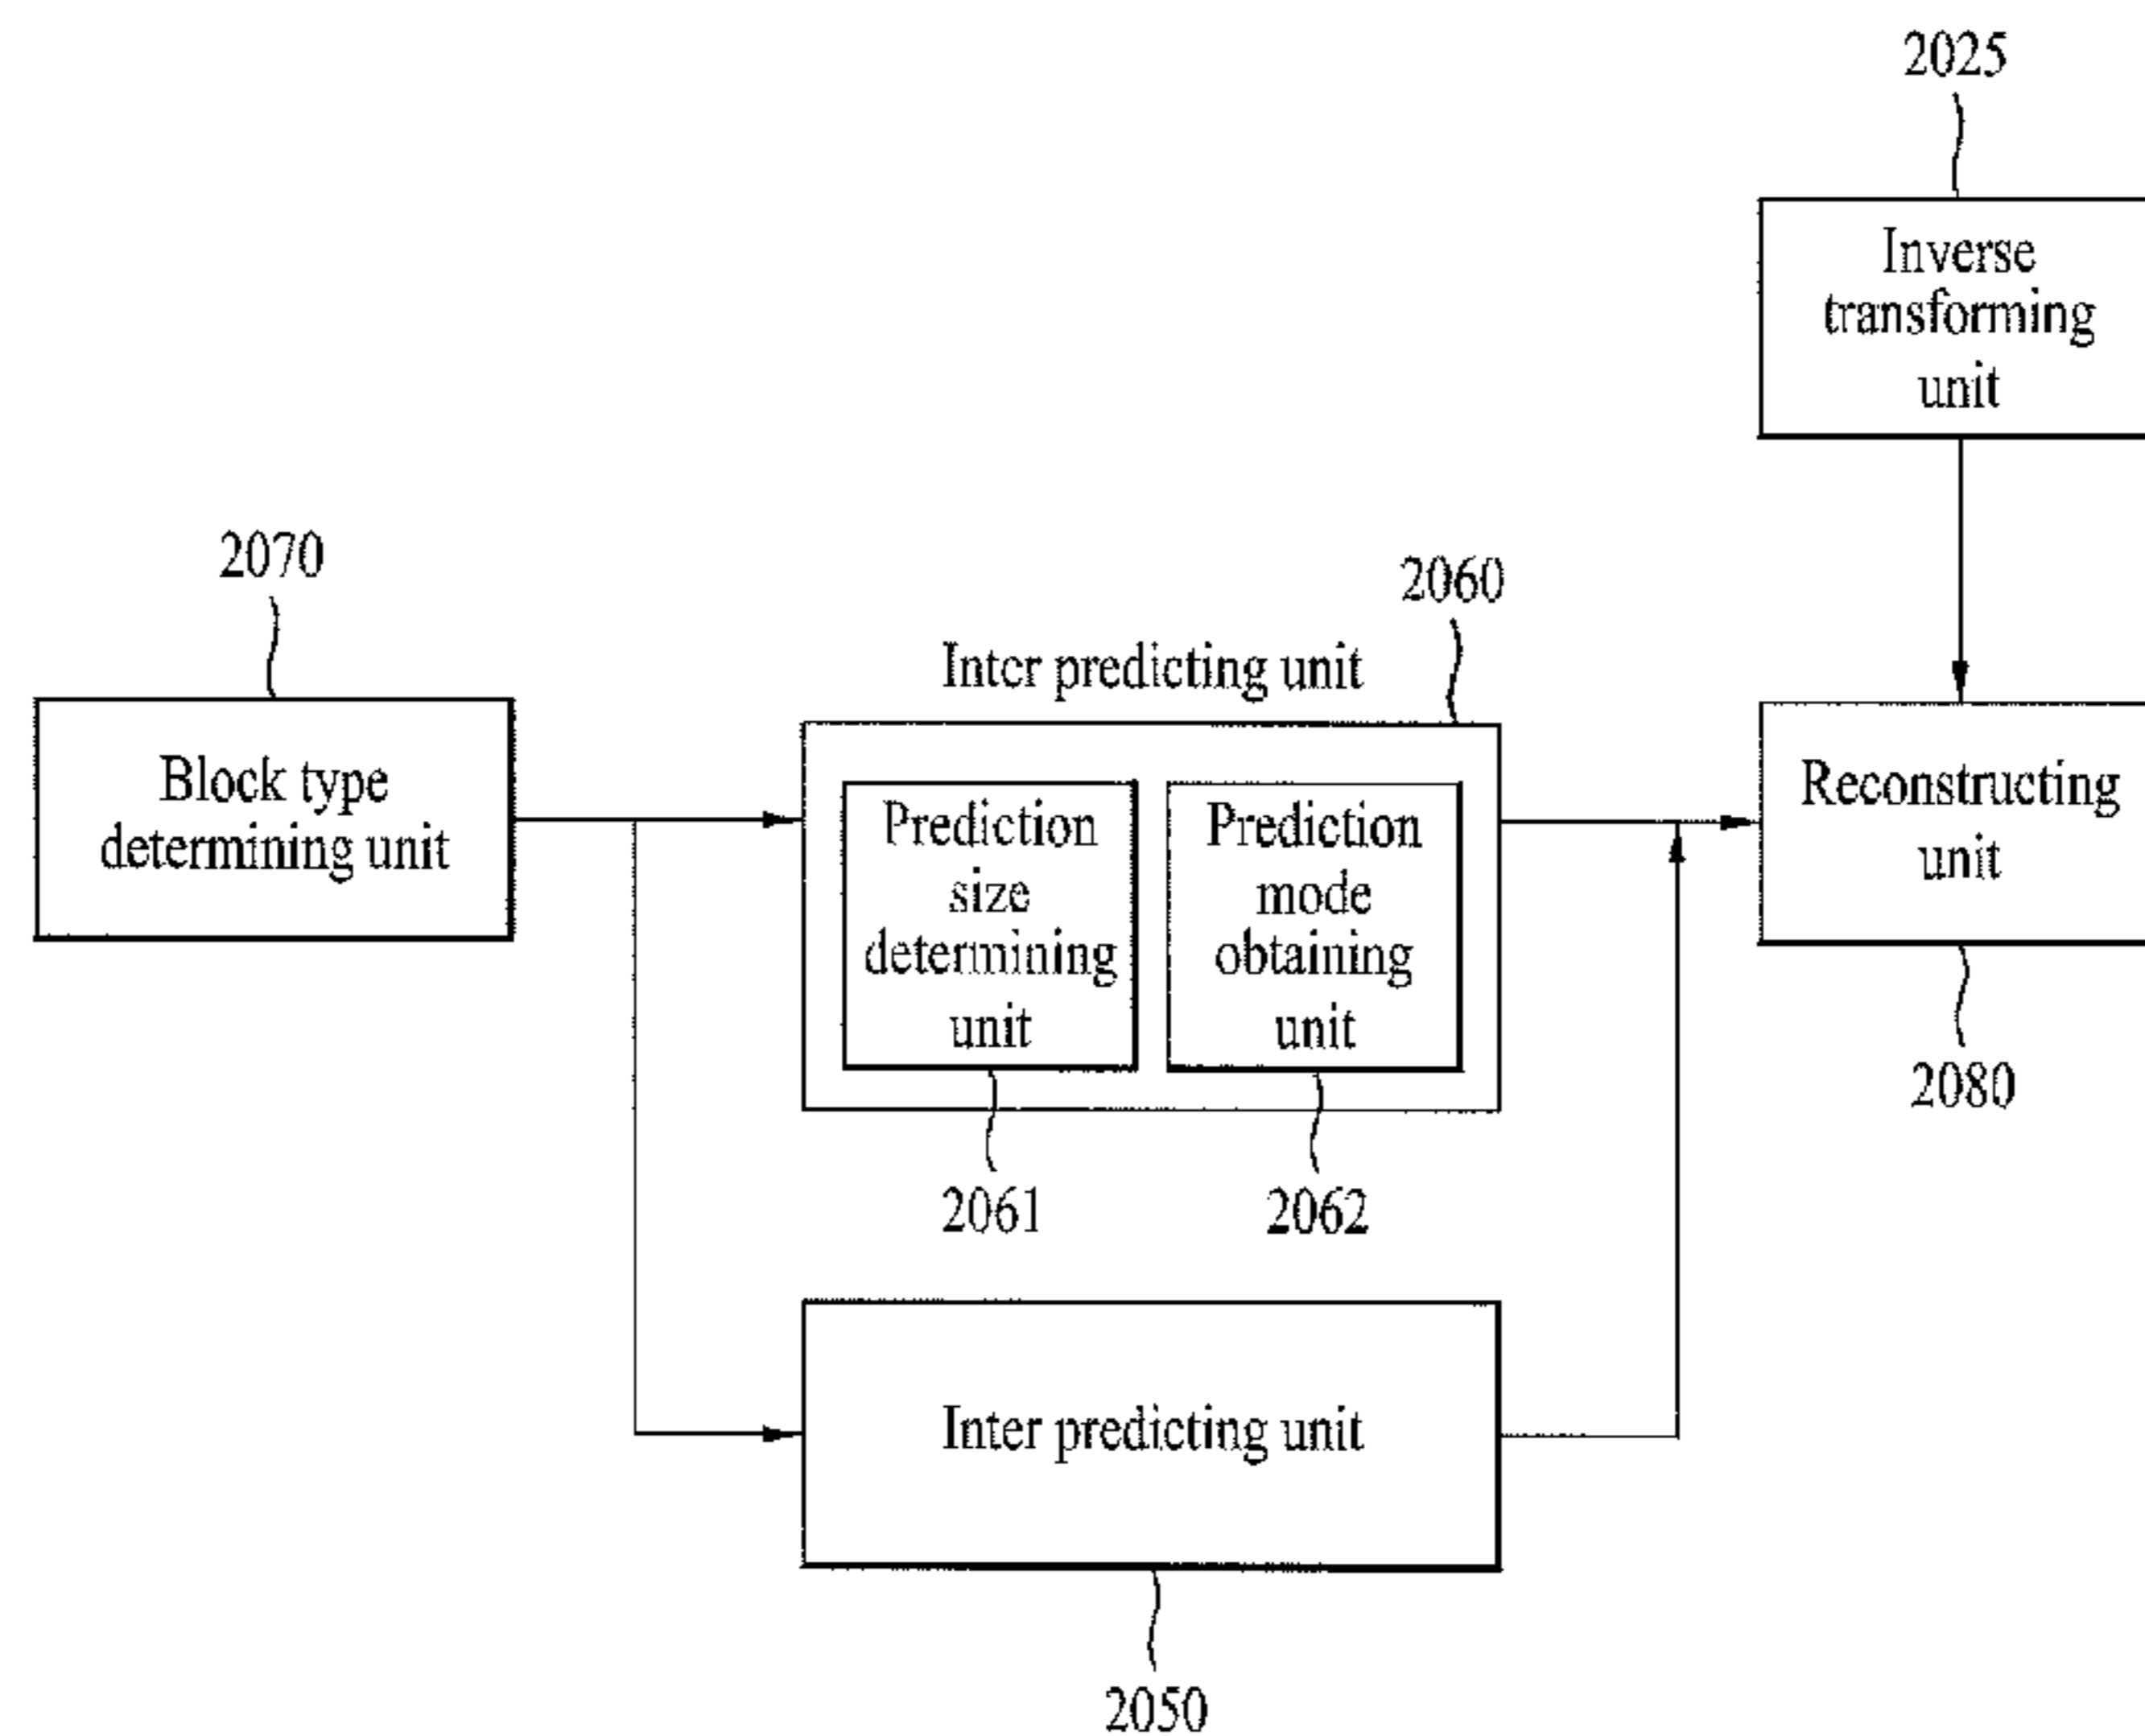 2025
Inverse
transforming
unit
2070
2060
Inter predicting unit
Block type
determining unit
Prediction
size
determining
unit
Prediction
mode
obtaining
unit
Reconstructing
unit
2061
2062
2080
Inter predicting unit
2050